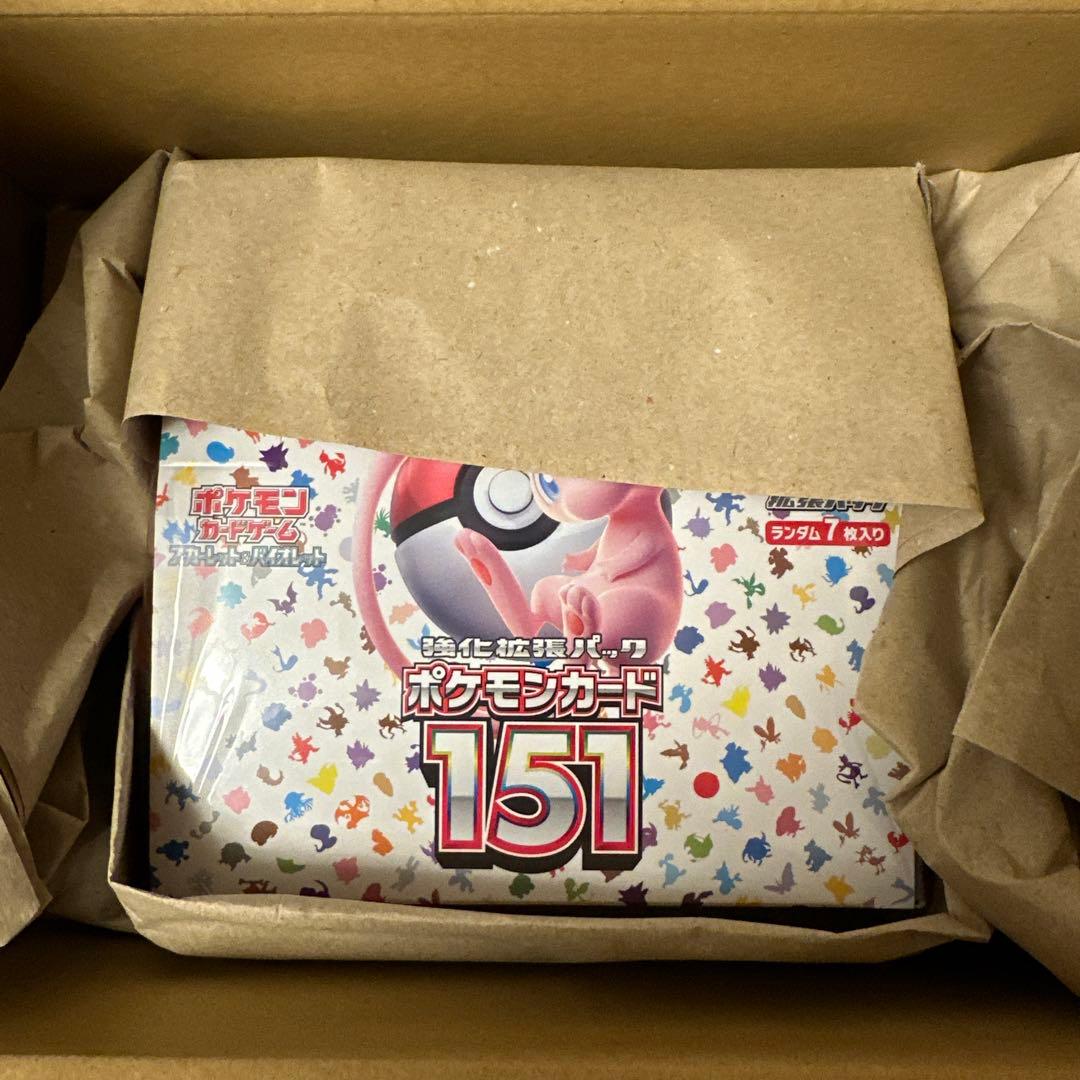 ポケモン
カードゲーム
スカーレット&バイオレット
拡張パック
ランダム7枚入り
強化拡張パック
ポケモンカード
151